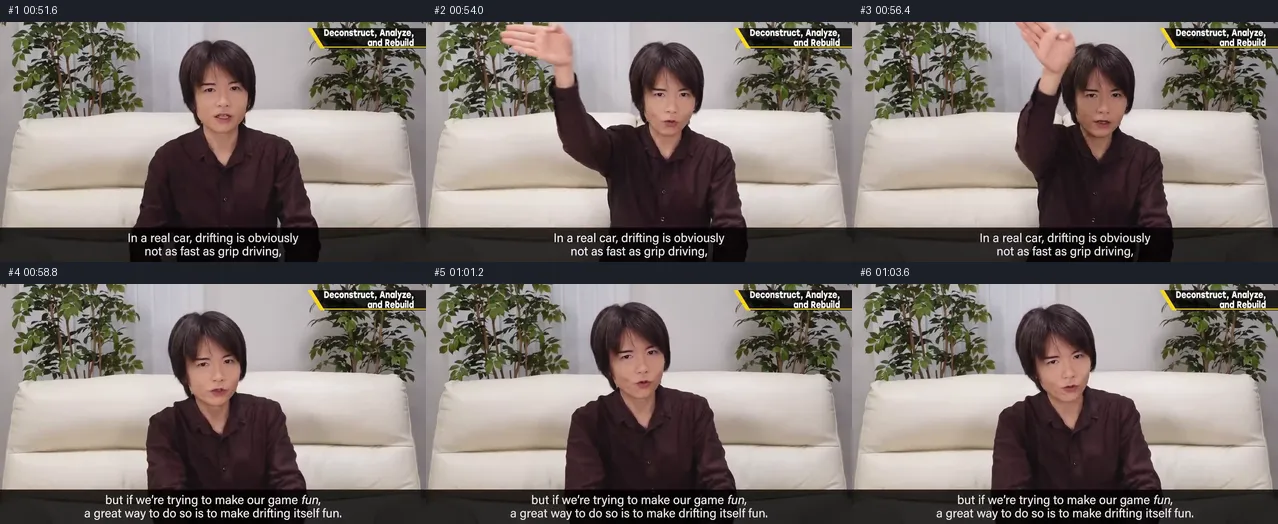 #1 00:51.6
#2 00:54.0
#3 00:56.4
Deconstruct, Analyze,
and Rebuild
Deconstruct, Analyze,
and Rebuild
Deconstruct, Analyze,
and Rebuild
In a real car, drifting is obviously
not as fast as grip driving,
In a real car, drifting is obviously
not as fast as grip driving,
In a real car, drifting is obviously
not as fast as grip driving,
#4 00:58.8
#5 01:01.2
#6 01:03.6
Deconstruct, Analyze,
and Rebuild
Deconstruct, Analyze,
and Rebuild
Deconstruct, Analyze,
and Rebuild
but if we're trying to make our game fun,
a great way to do so is to make drifting itself fun.
but if we're trying to make our game fun,
a great way to do so is to make drifting itself fun.
but if we're trying to make our game fun,
a great way to do so is to make drifting itself fun.